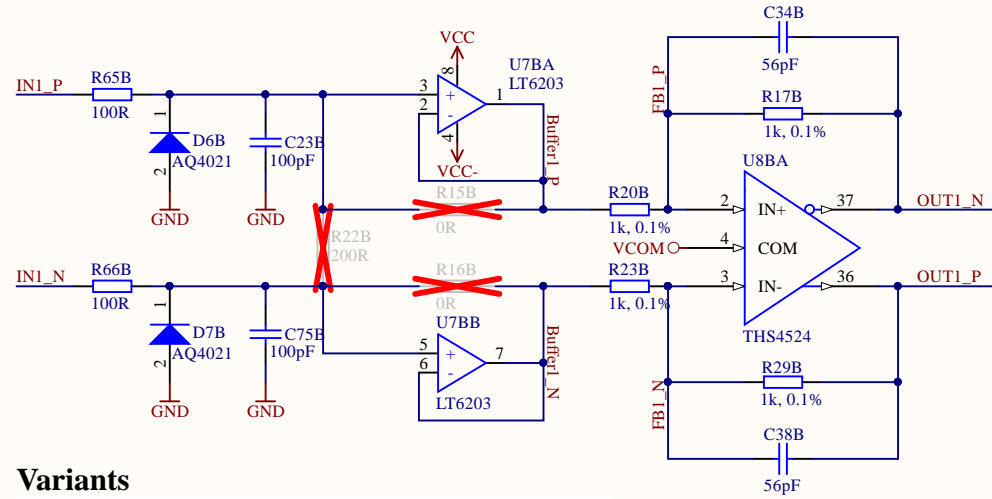 C34B
56pF
VCC
U7BA
LT6203
FB1_P
R17B
1k, 0.1%
IN1_P
R65B
100R
8
3
+
2
-
1
4
VCC-
Buffer1_P
1
D6B
AQ4021
2
C23B
100pF
GND
GND
U8BA
R15B
0R
R20B
1k, 0.1%
2
IN+
37
OUT1_N
R22B
200R
VCOM
4
COM
IN1_N
R66B
100R
R16B
0R
R23B
1k, 0.1%
3
IN-
36
OUT1_P
THS4524
1
D7B
AQ4021
2
C75B
100pF
GND
GND
U7BB
5
+
6
-
7
LT6203
Buffer1_N
FB1_N
R29B
1k, 0.1%
C38B
56pF
Variants